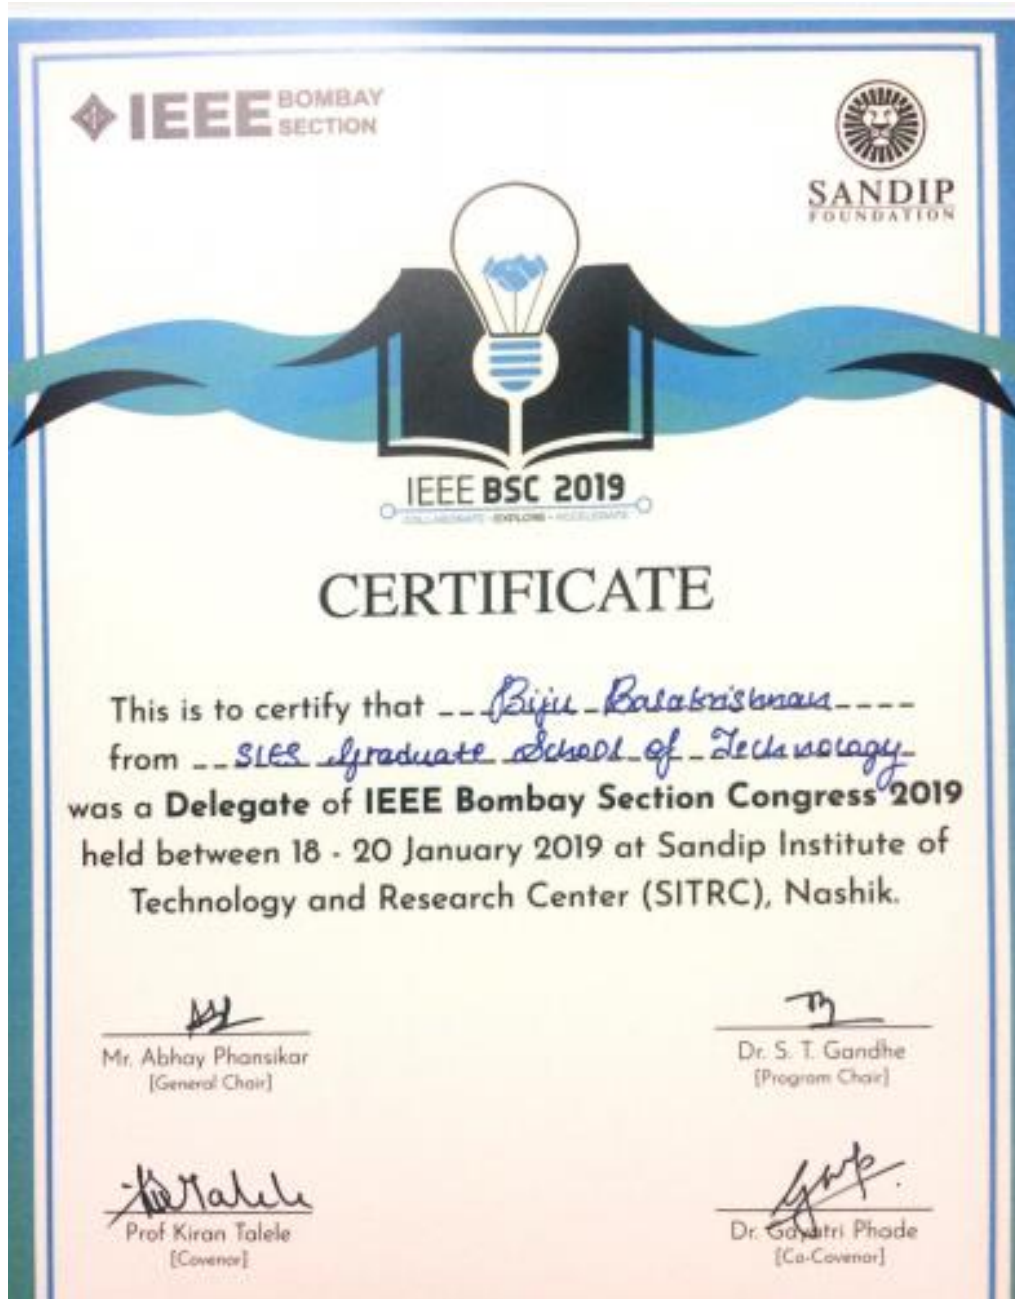 IEEE BOMBAY SECTION
SANDIP
FOUNDATION
IEEE BSC 2019
COLLABORATE - EXPLORE - ACCELERATE
CERTIFICATE
This is to certify that Biju Balakrishnan
from SIES Graduate School of Technology
was a Delegate of IEEE Bombay Section Congress 2019
held between 18 - 20 January 2019 at Sandip Institute of
Technology and Research Center (SITRC), Nashik.
Mr. Abhay Phansikar
[General Chair]
Dr. S. T. Gandhe
[Program Chair]
Prof Kiran Talele
[Covenor]
Dr. Gayatri Phade
[Co-Covenor]